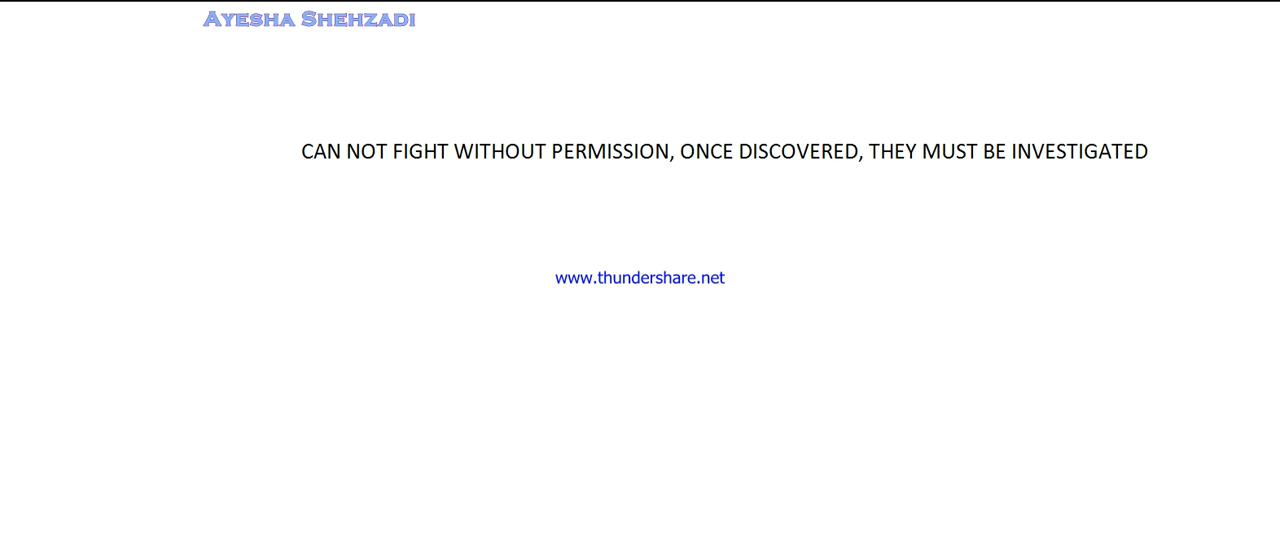 Ayesha Shehzadi
CAN NOT FIGHT WITHOUT PERMISSION, ONCE DISCOVERED, THEY MUST BE INVESTIGATED
www.thundershare.net